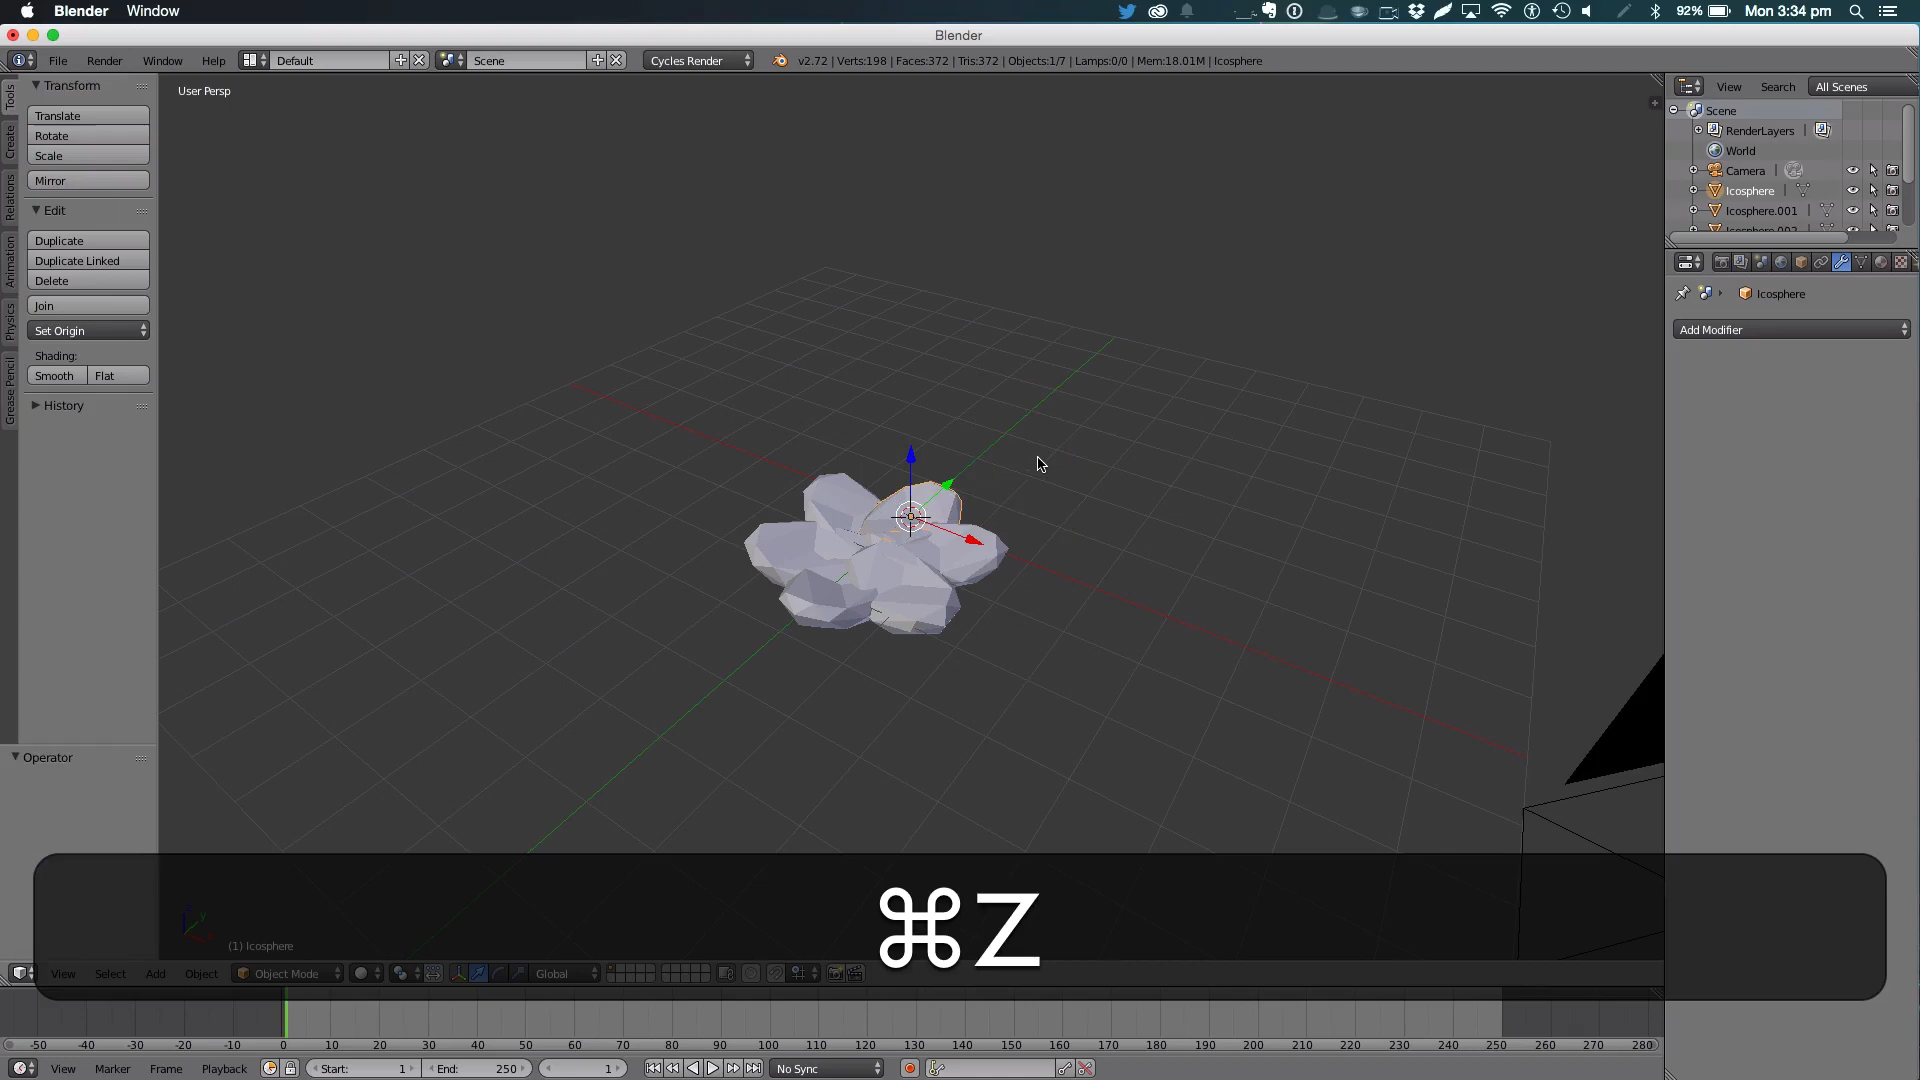 Blender Window 92% Mon 3:34 pm
Blender
File Render Window Help Default Scene Cycles Render v2.72 | Verts:198 | Faces:372 | Tris:372 | Objects:1/7 | Lamps:0/0 | Mem:18.01M | Icosphere
Tools
Create
Relations
Animation
Physics
Grease Pencil
Transform
Translate
Rotate
Scale
Mirror
Edit
Duplicate
Duplicate Linked
Delete
Join
Set Origin
Shading:
Smooth Flat
History
Operator
User Persp
View Search All Scenes
Scene
RenderLayers
World
Camera
Icosphere
Icosphere.001
Icosphere
Add Modifier
⌘Z
z
y
(1) Icosphere
View Select Add Object Object Mode Global
-50 -40 -30 -20 -10 0 10 20 30 40 50 60 70 80 90 100 110 120 130 140 150 160 170 180 190 200 210 220 230 240 250 260 270 280
View Marker Frame Playback Start: 1 End: 250 1 No Sync